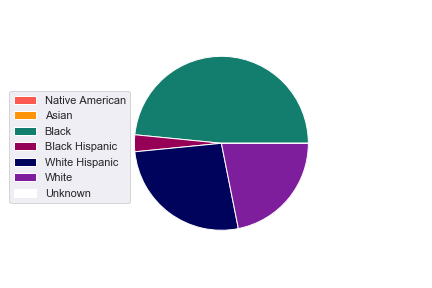 Native American
Asian
Black
Black Hispanic
White Hispanic
White
Unknown